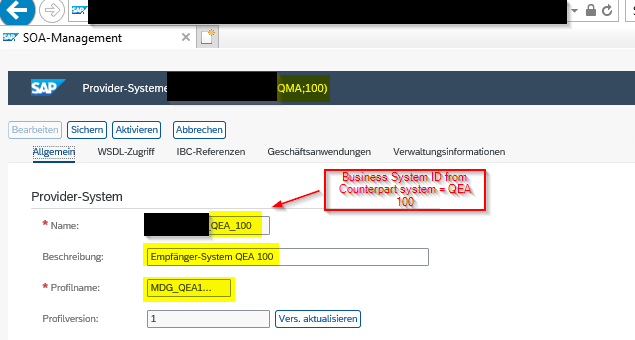 SAP
SOA-Management
SAP Provider-Systeme QMA;100)
Bearbeiten Sichern Aktivieren Abbrechen
Allgemein WSDL-Zugriff IBC-Referenzen Geschäftsanwendungen Verwaltungsinformationen
Business System ID from
Counterpart system = QEA
100
Provider-System
* Name: _QEA_100
Beschreibung: Empfänger-System QEA 100
* Profilname: MDG_QEA1...
Profilversion: 1 Vers. aktualisieren